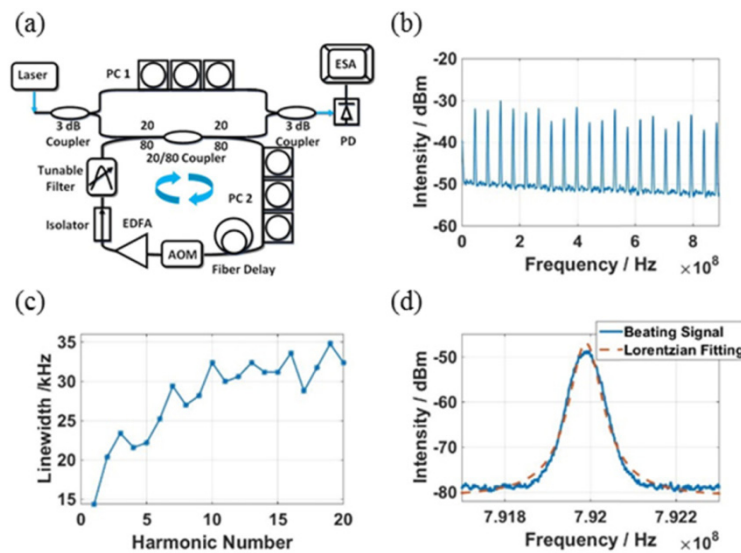 (a)
Laser
PC 1
ESA
3 dB
Coupler
20
20
80
80
20/80 Coupler
3 dB
Coupler
PD
Tunable
Filter
PC 2
Isolator
EDFA
AOM
Fiber Delay
(b)
Intensity / dBm
-20
-30
-40
-50
-60
0 2 4 6 8
Frequency / Hz ×10⁸
(c)
Linewidth /kHz
35
30
25
20
15
0 5 10 15 20
Harmonic Number
(d)
Beating Signal
Lorentzian Fitting
Intensity / dBm
-50
-60
-70
-80
7.918 7.92 7.922
Frequency / Hz ×10⁸